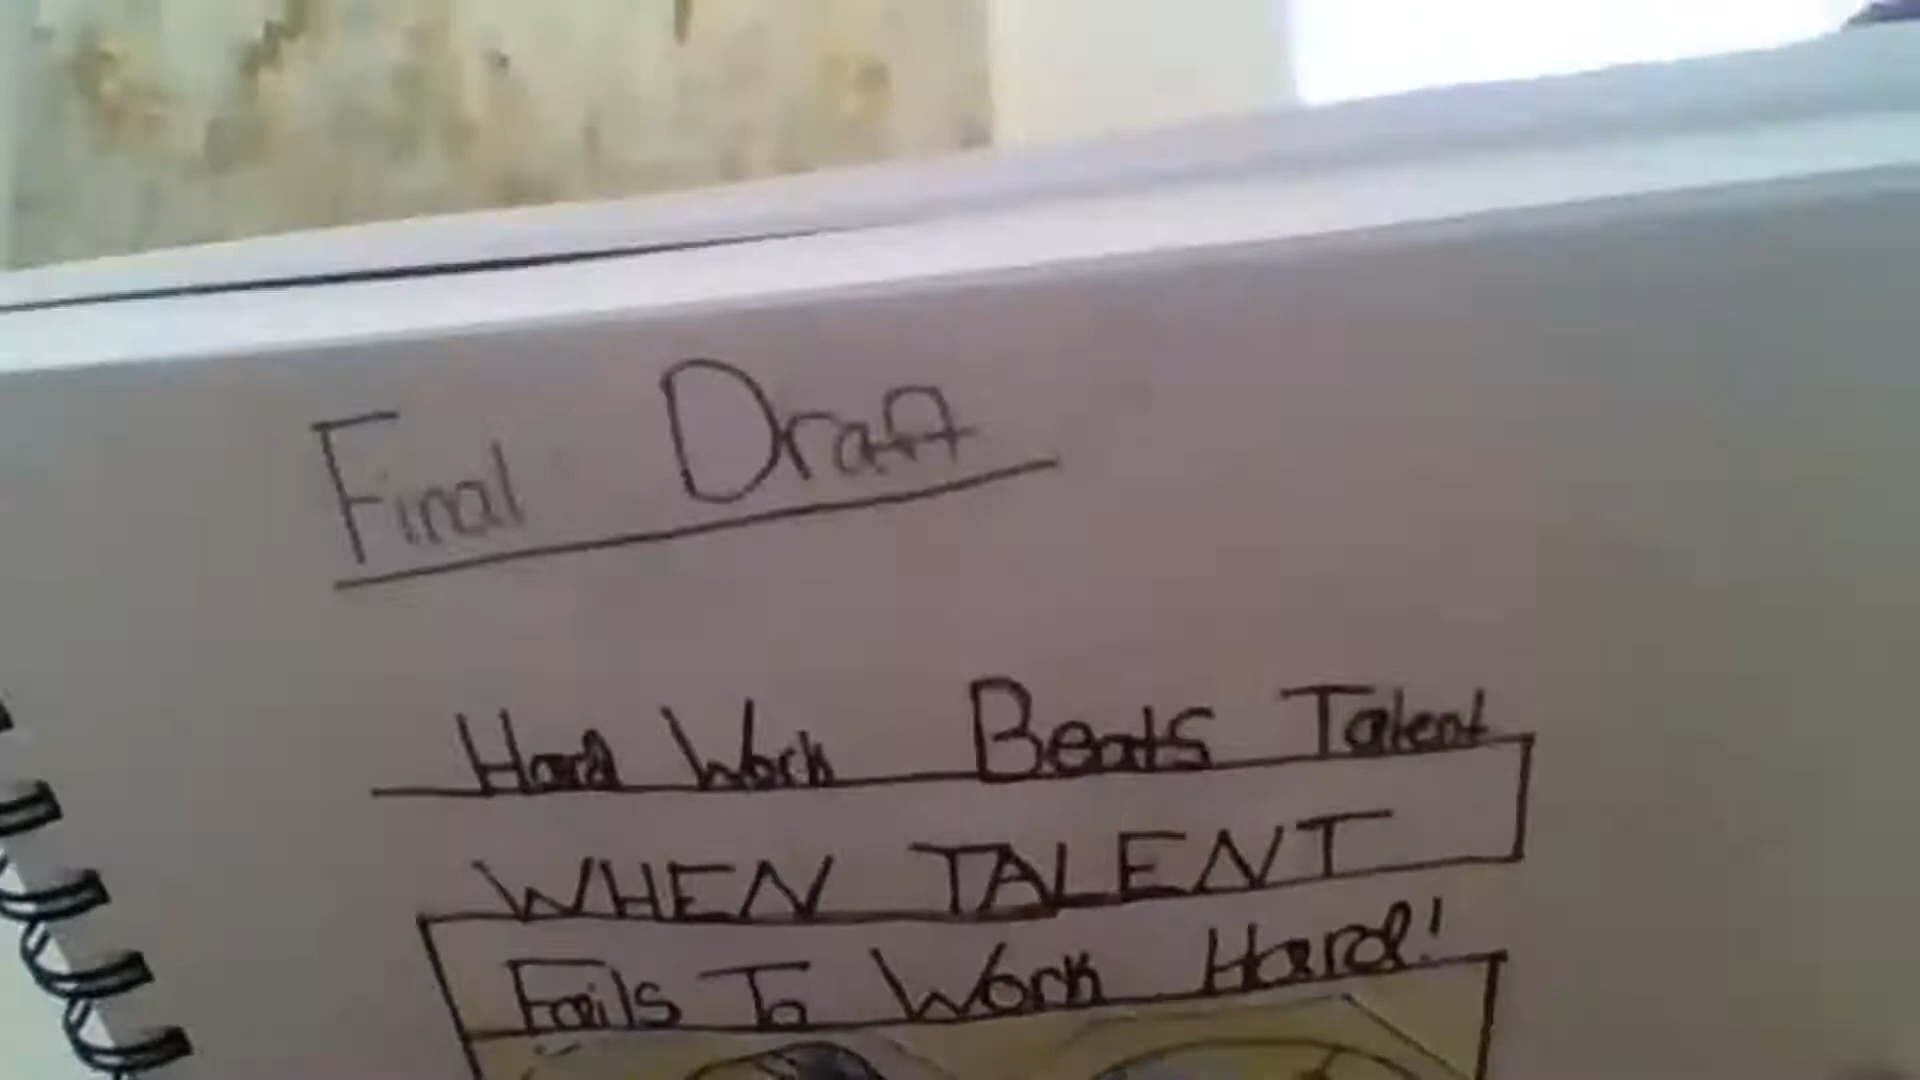 Final Draft
Hard Work Beats Talent
WHEN TALENT
Fails To Work Hard!